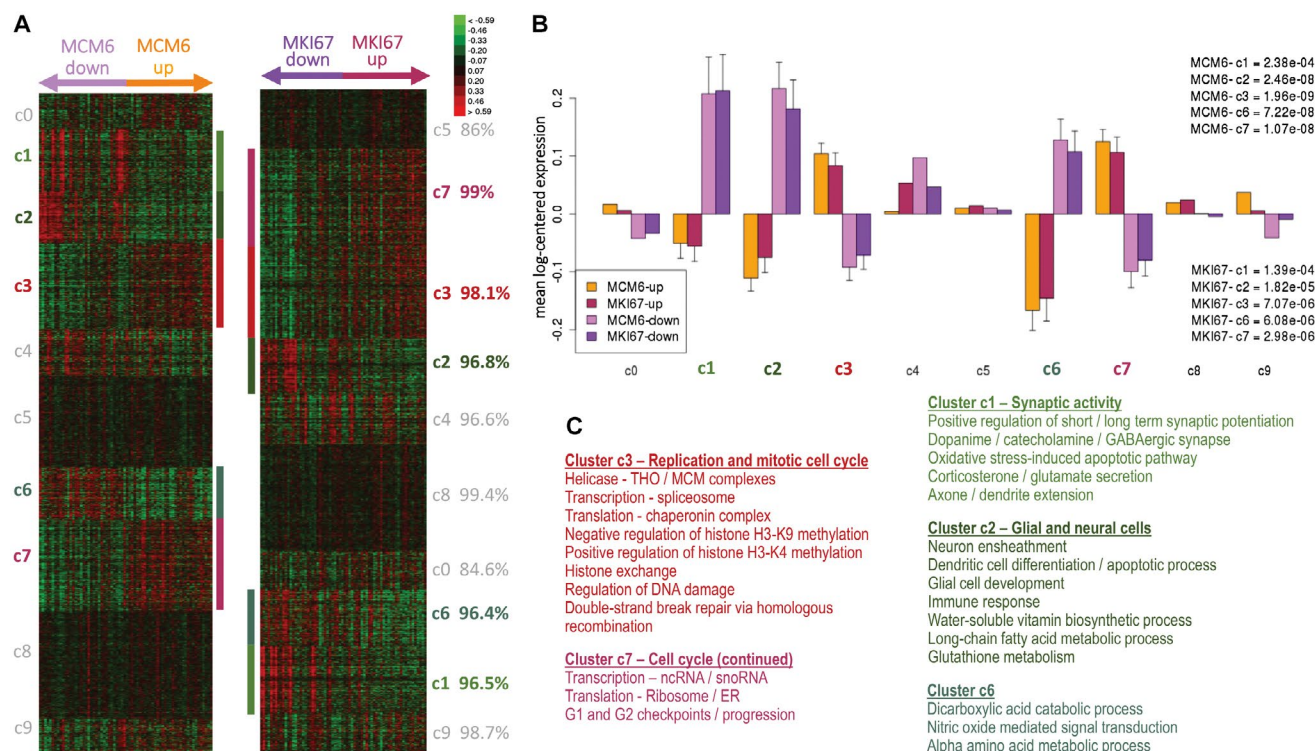 A
MCM6 down
MCM6 up
MKI67 down
MKI67 up
< -0.59
-0.46
-0.33
-0.20
-0.07
0.07
0.20
0.33
0.46
> 0.59
c0
c1
c2
c3
c4
c5
c6
c7
c8
c9
c5 86%
c7 99%
c3 98.1%
c2 96.8%
c4 96.6%
c8 99.4%
c0 84.6%
c6 96.4%
c1 96.5%
c9 98.7%
B
mean log-centered expression
0.2
0.1
0.0
-0.1
-0.2
MCM6-up
MKI67-up
MCM6-down
MKI67-down
c0 c1 c2 c3 c4 c5 c6 c7 c8 c9
MCM6- c1 = 2.38e-04
MCM6- c2 = 2.46e-08
MCM6- c3 = 1.96e-09
MCM6- c6 = 7.22e-08
MCM6- c7 = 1.07e-08
MKI67- c1 = 1.39e-04
MKI67- c2 = 1.82e-05
MKI67- c3 = 7.07e-06
MKI67- c6 = 6.08e-06
MKI67- c7 = 2.98e-06
C
Cluster c3 – Replication and mitotic cell cycle
Helicase - THO / MCM complexes
Transcription - spliceosome
Translation - chaperonin complex
Negative regulation of histone H3-K9 methylation
Positive regulation of histone H3-K4 methylation
Histone exchange
Regulation of DNA damage
Double-strand break repair via homologous
recombination
Cluster c7 – Cell cycle (continued)
Transcription – ncRNA / snoRNA
Translation - Ribosome / ER
G1 and G2 checkpoints / progression
Cluster c1 – Synaptic activity
Positive regulation of short / long term synaptic potentiation
Dopanime / catecholamine / GABAergic synapse
Oxidative stress-induced apoptotic pathway
Corticosterone / glutamate secretion
Axone / dendrite extension
Cluster c2 – Glial and neural cells
Neuron ensheathment
Dendritic cell differentiation / apoptotic process
Glial cell development
Immune response
Water-soluble vitamin biosynthetic process
Long-chain fatty acid metabolic process
Glutathione metabolism
Cluster c6
Dicarboxylic acid catabolic process
Nitric oxide mediated signal transduction
Alpha amino acid metabolic process